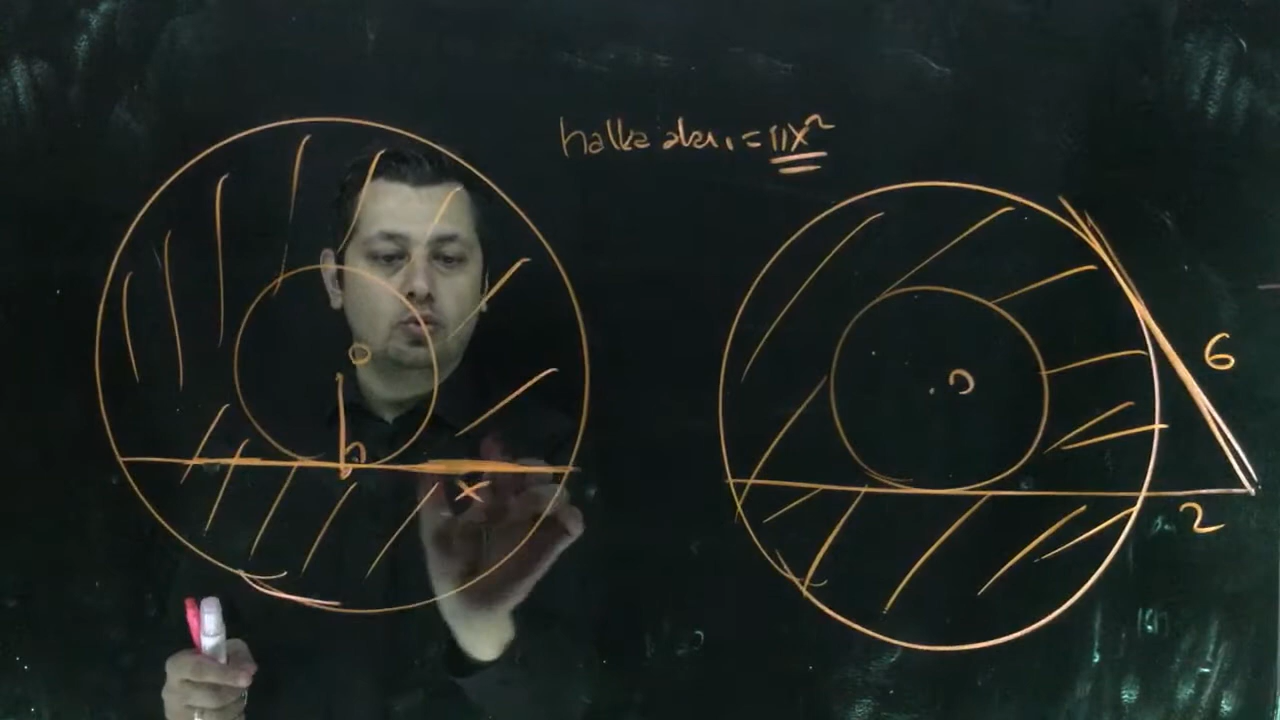 halka alanı = πx²
O
x
O
6
2